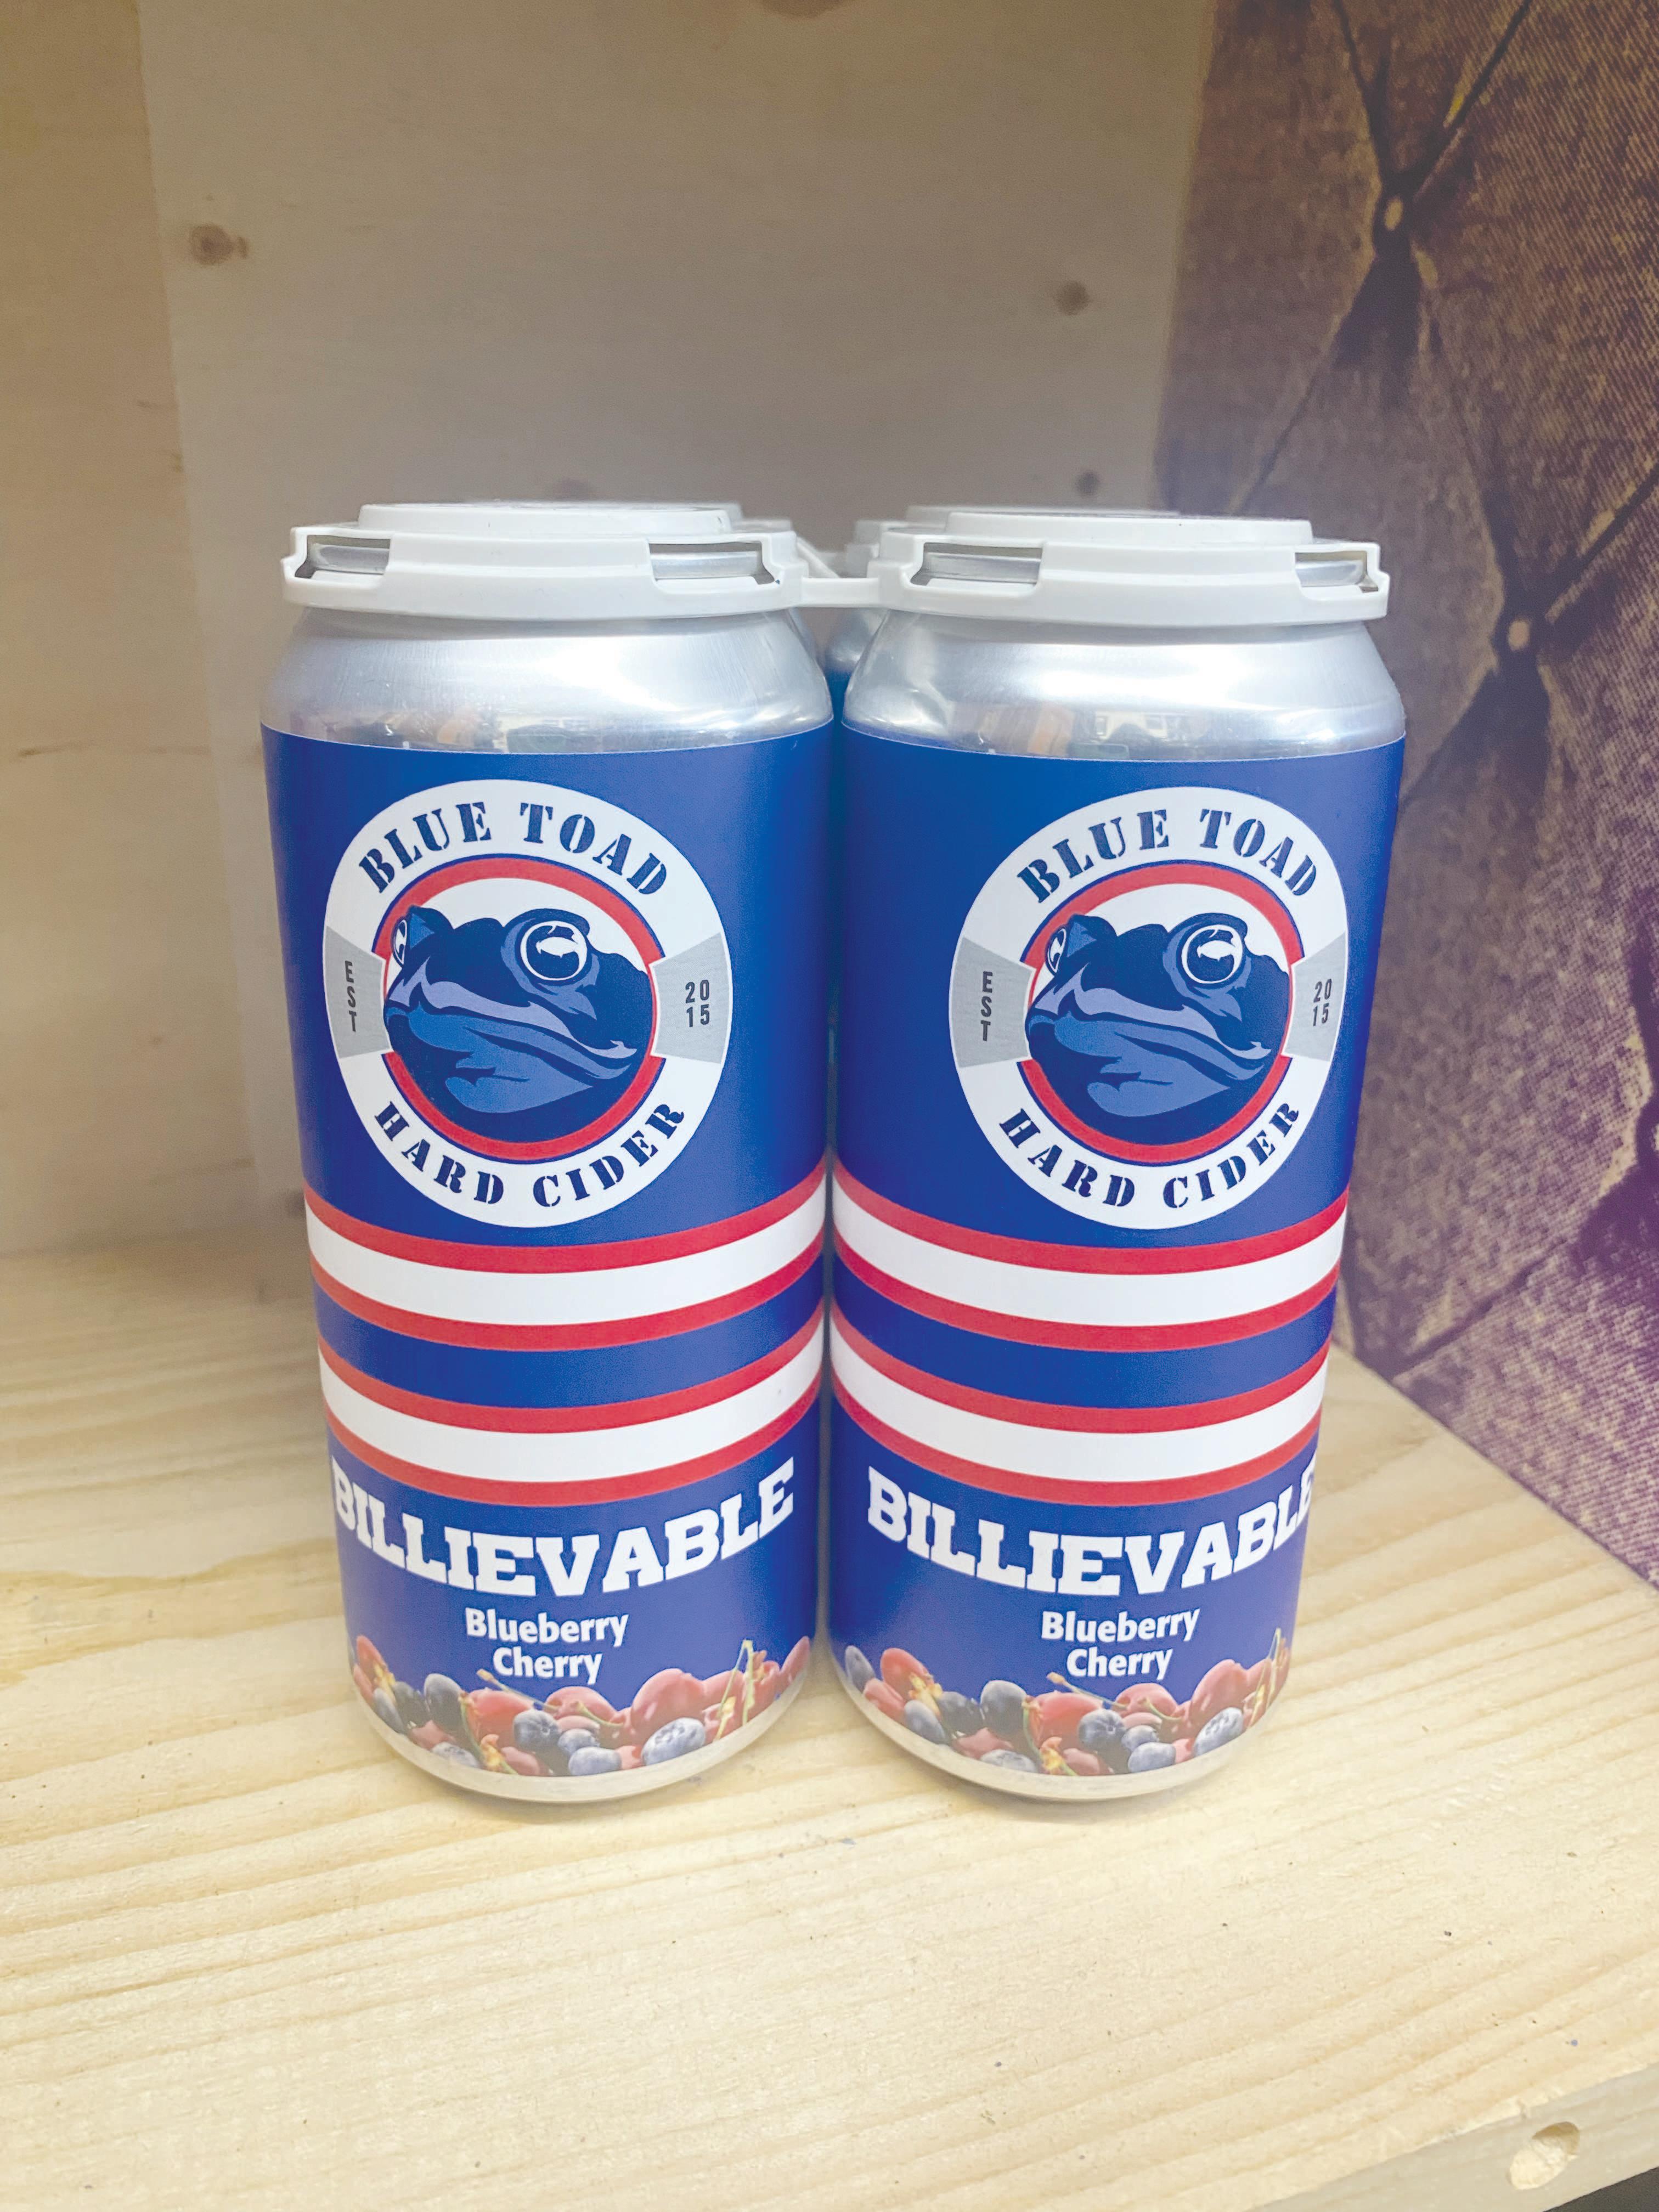 BLUE TOAD
EST
2015
HARD CIDER
BILLIEVABLE
Blueberry
Cherry
BLUE TOAD
EST
2015
HARD CIDER
BILLIEVABLE
Blueberry
Cherry